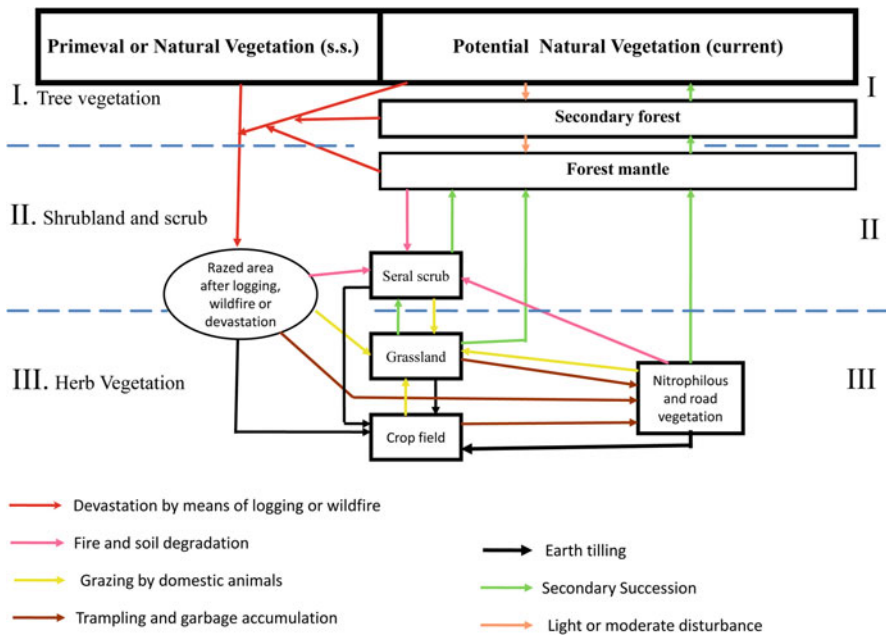 Primeval or Natural Vegetation (s.s.)
Potential Natural Vegetation (current)
I. Tree vegetation
I
Secondary forest
Forest mantle
II. Shrubland and scrub
II
Razed area
after logging,
wildfire or
devastation
Seral scrub
Grassland
III. Herb Vegetation
III
Nitrophilous
and road
vegetation
Crop field
Devastation by means of logging or wildfire
Fire and soil degradation
Grazing by domestic animals
Trampling and garbage accumulation
Earth tilling
Secondary Succession
Light or moderate disturbance